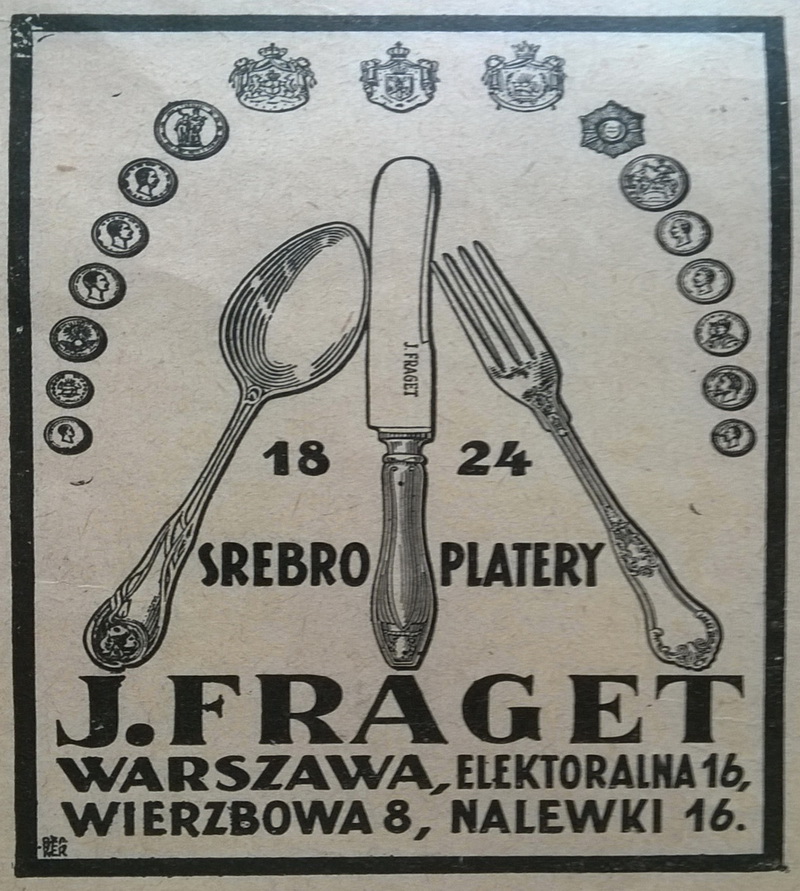 J.FRAGET
18 24
SREBRO PLATERY
J. FRAGET
WARSZAWA, ELEKTORALNA 16,
WIERZBOWA 8, NALEWKI 16.